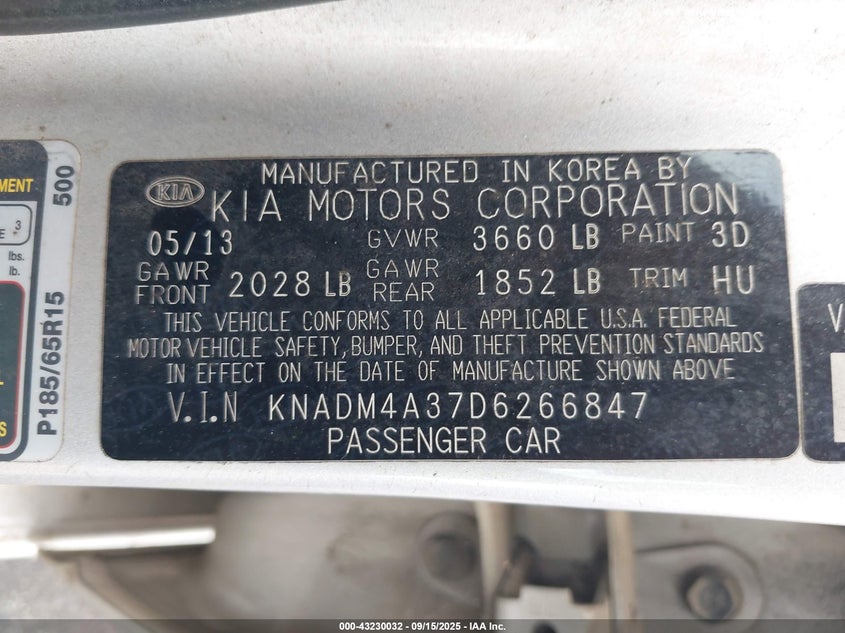 MANUFACTURED IN KOREA BY
KIA
KIA MOTORS CORPORATION
05/13 GVWR 3660 LB PAINT 3D
GAWR FRONT 2028 LB GAWR REAR 1852 LB TRIM HU
THIS VEHICLE CONFORMS TO ALL APPLICABLE U.S.A. FEDERAL
MOTOR VEHICLE SAFETY, BUMPER, AND THEFT PREVENTION STANDARDS
IN EFFECT ON THE DATE OF MANUFACTURE SHOWN ABOVE
V.I.N KNADM4A37D6266847
PASSENGER CAR
P185/65R15 500
3
lbs.
lb.
000-43230032 - 09/15/2025 - IAA Inc.